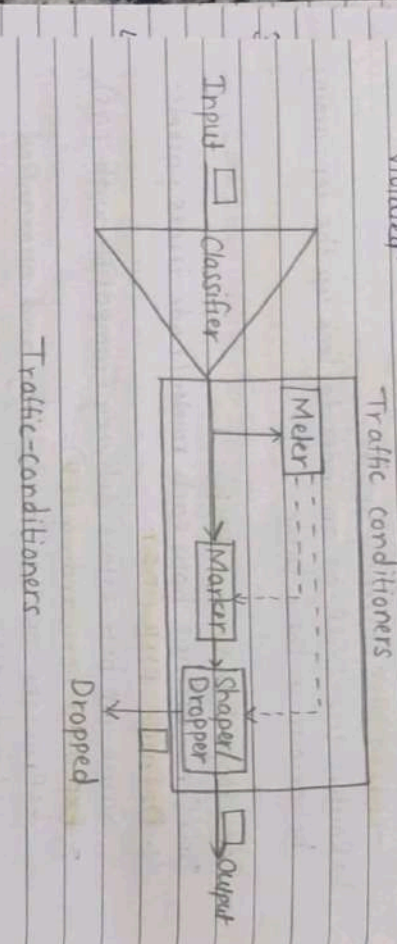 Traffic conditioners
Meter
Input
Classifier
Marker
Shaper/
Dropper
Output
Dropped
Traffic-conditioners